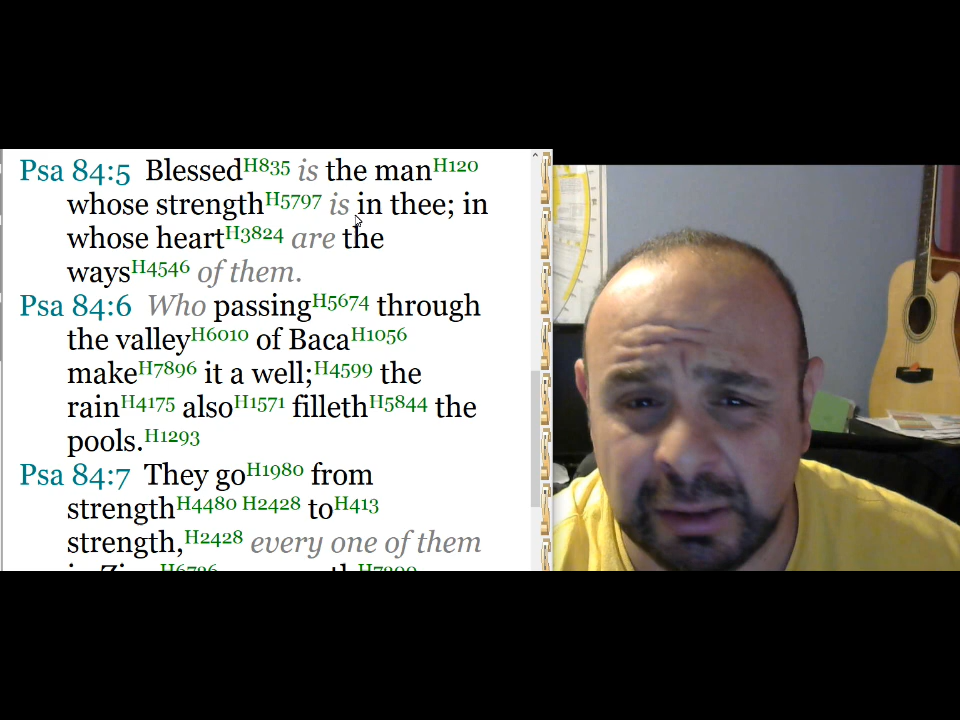 Psa 84:5 Blessed H835 is the man H120
whose strength H5797 is in thee; in
whose heart H3824 are the
ways H4546 of them.
Psa 84:6 Who passing H5674 through
the valley H6010 of Baca H1056
make H7896 it a well; H4599 the
rain H4175 also H1571 filleth H5844 the
pools. H1293
Psa 84:7 They go H1980 from
strength H4480 H2428 to H413
strength, H2428 every one of them